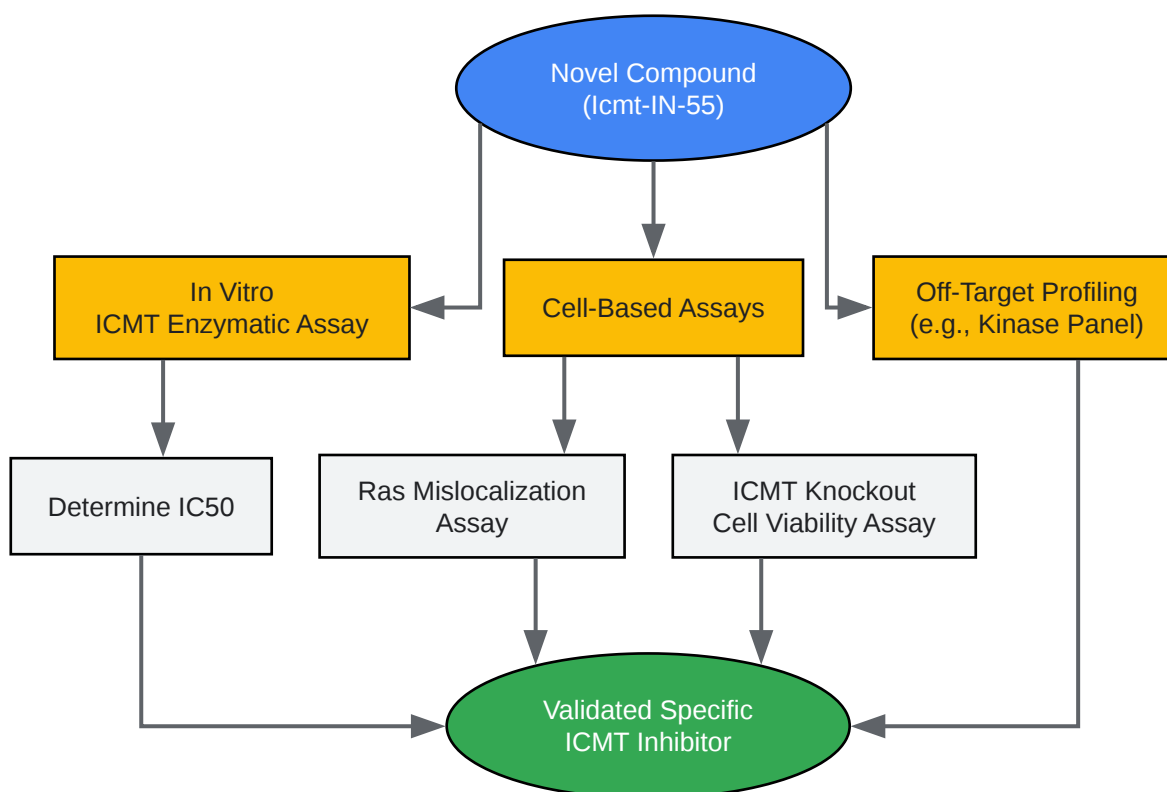 Novel Compound
(Icmt-IN-55)
In Vitro
ICMT Enzymatic Assay
Cell-Based Assays
Off-Target Profiling
(e.g., Kinase Panel)
Determine IC50
Ras Mislocalization
Assay
ICMT Knockout
Cell Viability Assay
Validated Specific
ICMT Inhibitor